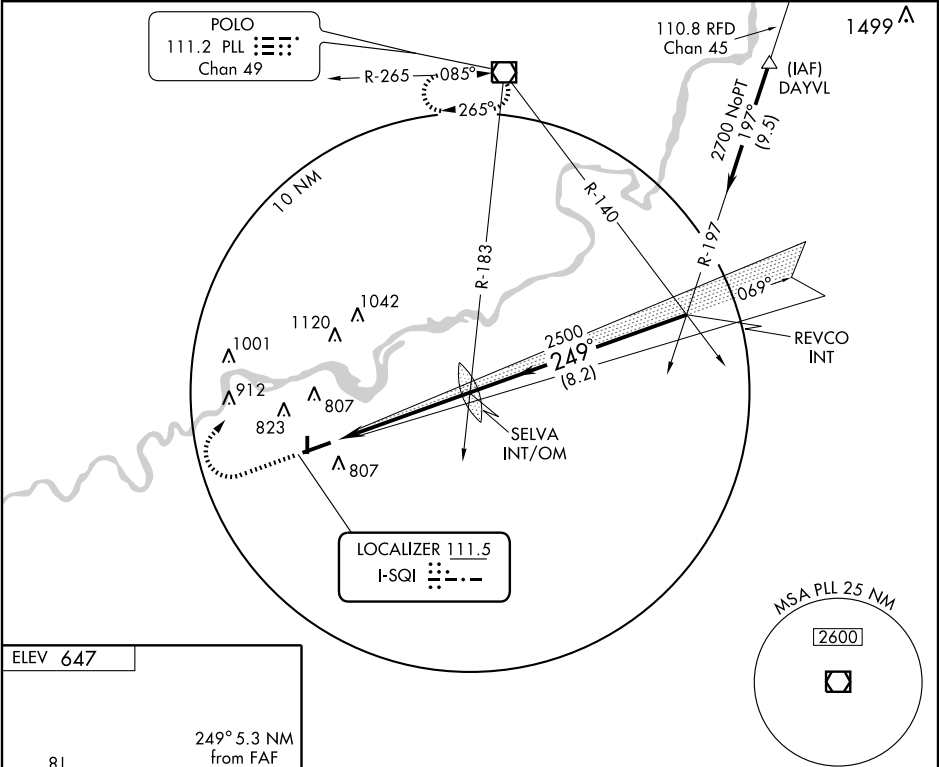 POLO
111.2 PLL
Chan 49
110.8 RFD
Chan 45
1499
(IAF)
DAYVL
R-265
085°
265°
2700 NoPT
197°
(9.5)
10 NM
R-140
R-197
R-183
069°
1042
1120
2500
249°
(8.2)
REVCO
INT
1001
912
807
823
SELVA
INT/OM
807
LOCALIZER 111.5
I-SQI
MSA PLL 25 NM
2600
ELEV 647
249° 5.3 NM
from FAF